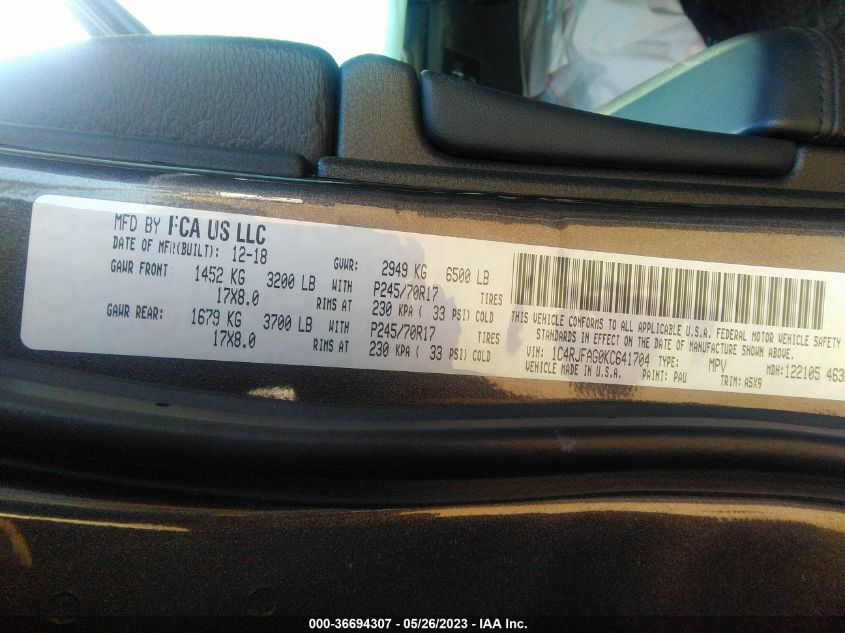 MFD BY FCA US LLC
DATE OF MFR(BUILT): 12-18 GVWR: 2949 KG 6500 LB
GAWR FRONT: 1452 KG 3200 LB WITH P245/70R17 TIRES
17X8.0 RIMS AT 230 KPA ( 33 PSI) COLD
GAWR REAR: 1679 KG 3700 LB WITH P245/70R17 TIRES
17X8.0 RIMS AT 230 KPA ( 33 PSI) COLD
THIS VEHICLE CONFORMS TO ALL APPLICABLE U.S.A. FEDERAL MOTOR VEHICLE SAFETY
STANDARDS IN EFFECT ON THE DATE OF MANUFACTURE SHOWN ABOVE.
VIN: 1C4RJFAG0KC641704 TYPE: MPV MDH: 122105 463
VEHICLE MADE IN U.S.A. PAINT: PAU TRIM: A5X9
000-36694307 - 05/26/2023 - IAA Inc.